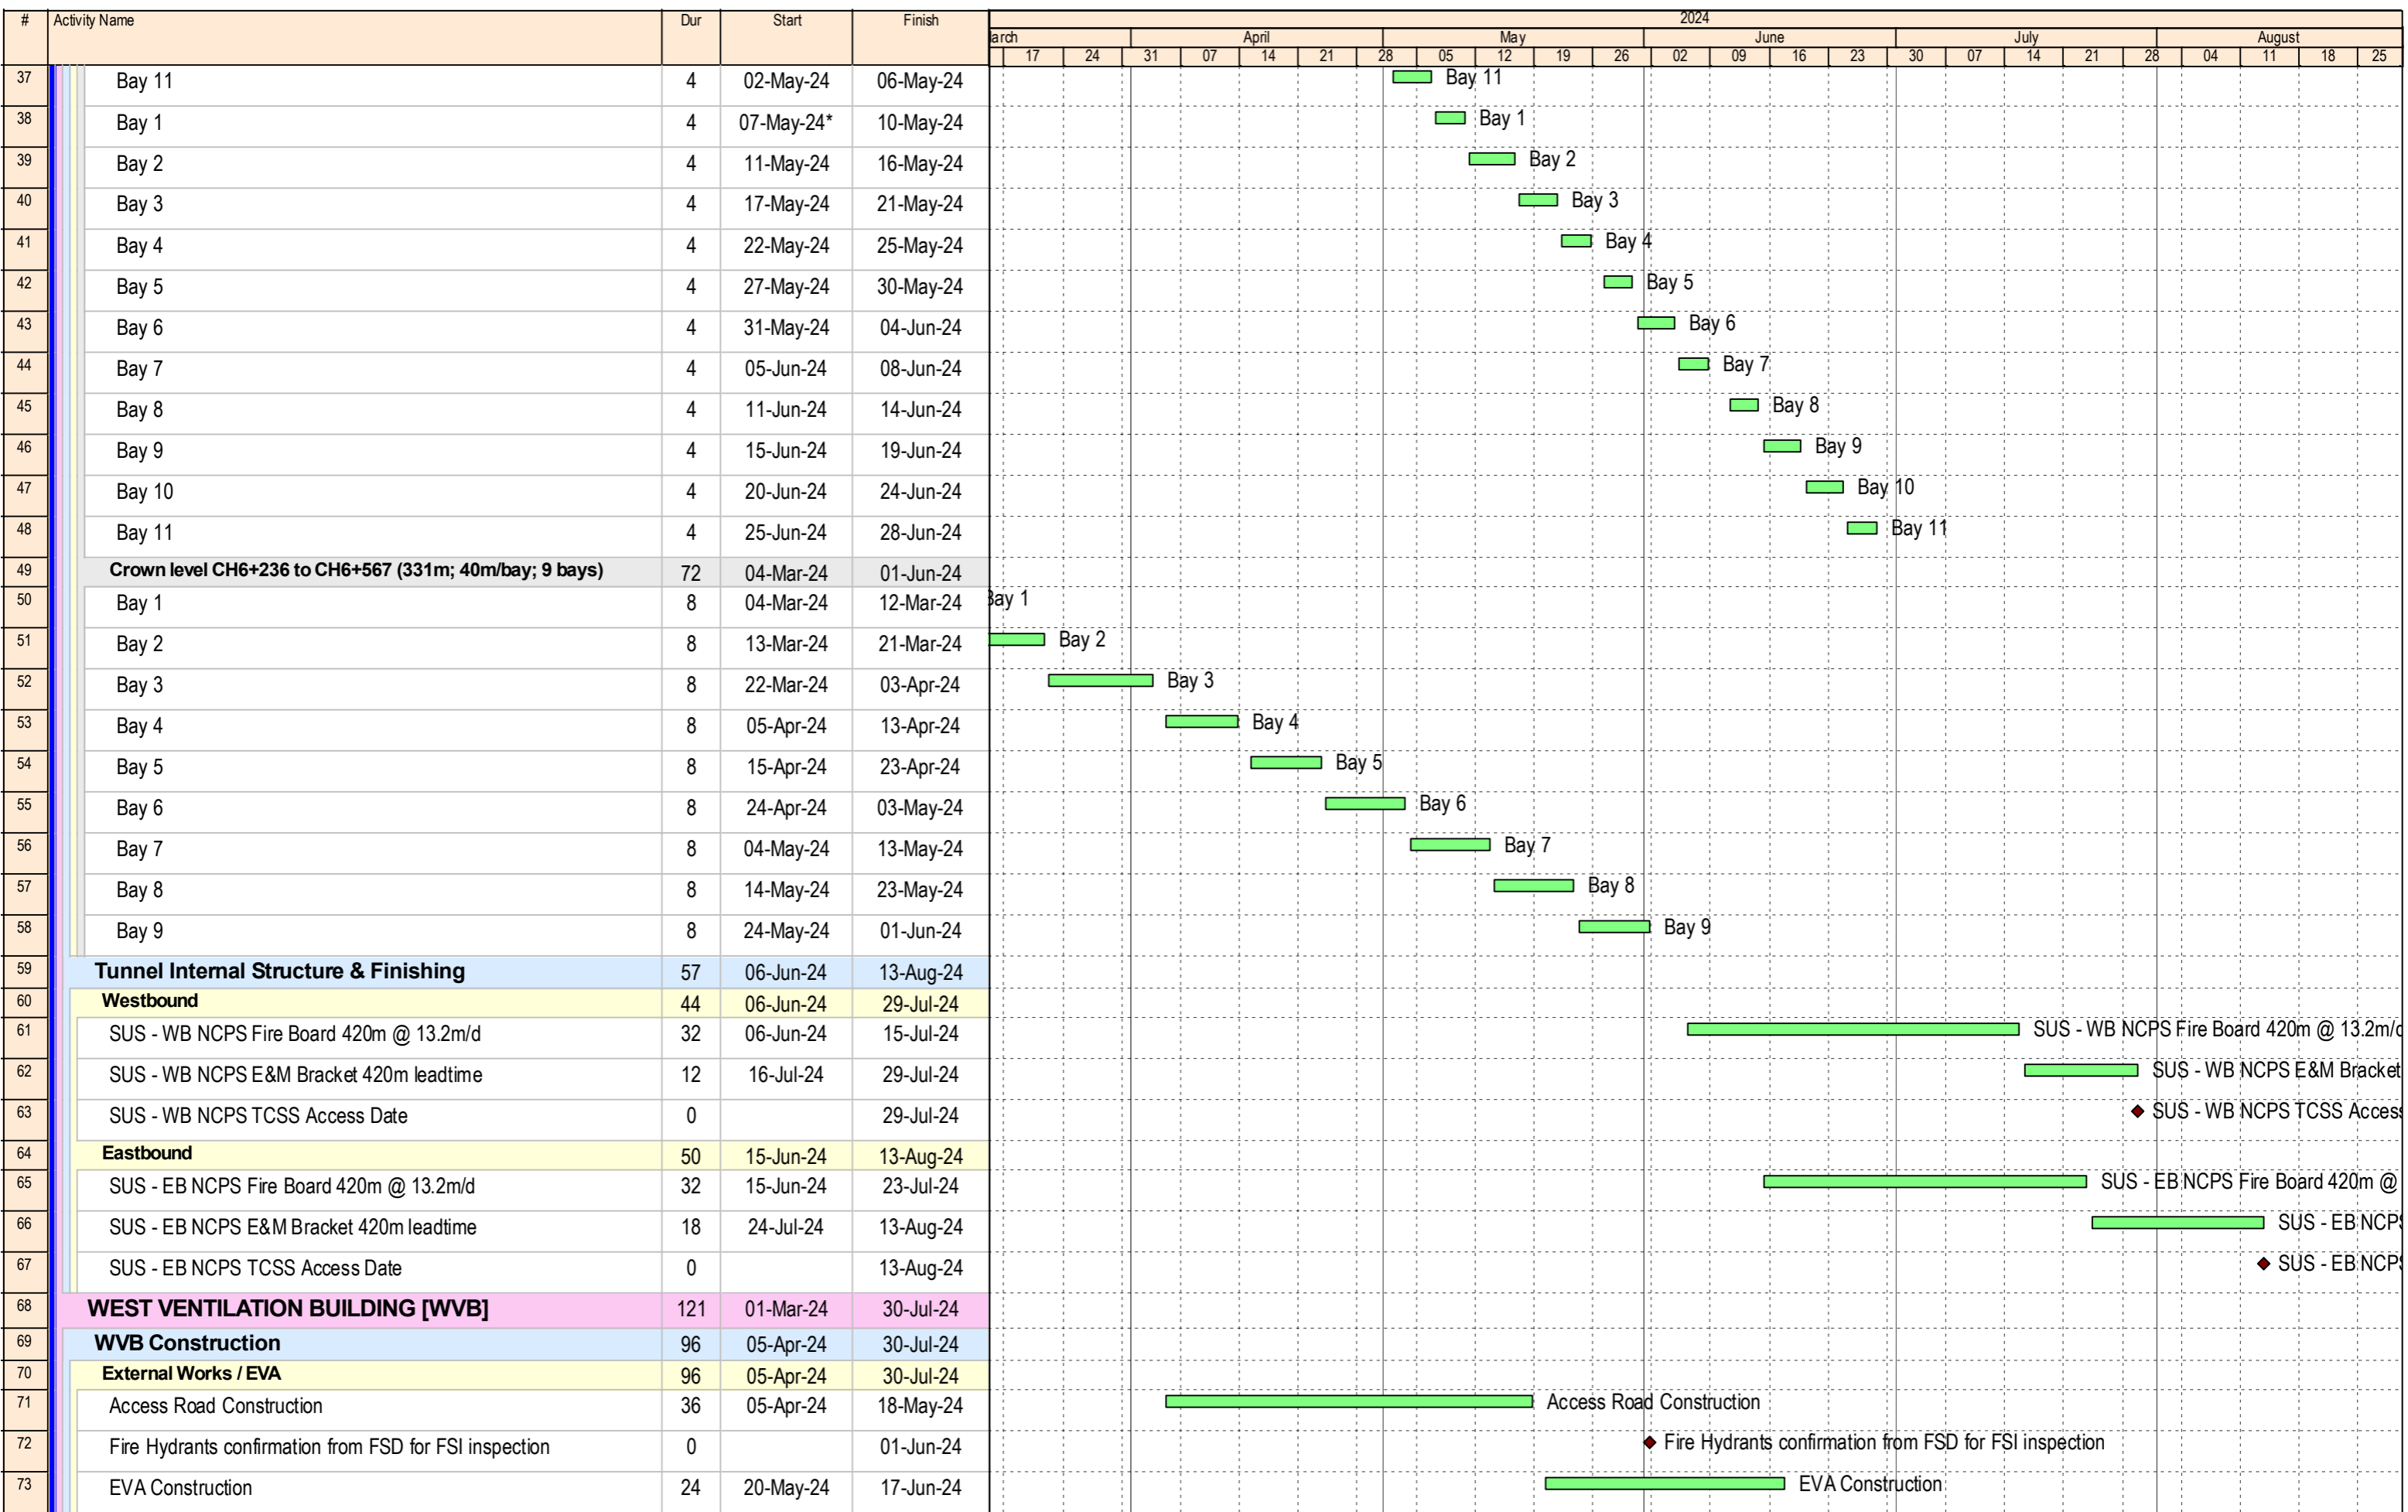 # Activity Name Dur Start Finish 2024
arch April May June July August
17 24 31 07 14 21 28 05 12 19 26 02 09 16 23 30 07 14 21 28 04 11 18 25
37 Bay 11 4 02-May-24 06-May-24 Bay 11
38 Bay 1 4 07-May-24* 10-May-24 Bay 1
39 Bay 2 4 11-May-24 16-May-24 Bay 2
40 Bay 3 4 17-May-24 21-May-24 Bay 3
41 Bay 4 4 22-May-24 25-May-24 Bay 4
42 Bay 5 4 27-May-24 30-May-24 Bay 5
43 Bay 6 4 31-May-24 04-Jun-24 Bay 6
44 Bay 7 4 05-Jun-24 08-Jun-24 Bay 7
45 Bay 8 4 11-Jun-24 14-Jun-24 Bay 8
46 Bay 9 4 15-Jun-24 19-Jun-24 Bay 9
47 Bay 10 4 20-Jun-24 24-Jun-24 Bay 10
48 Bay 11 4 25-Jun-24 28-Jun-24 Bay 11
49 Crown level CH6+236 to CH6+567 (331m; 40m/bay; 9 bays) 72 04-Mar-24 01-Jun-24
50 Bay 1 8 04-Mar-24 12-Mar-24 Bay 1
51 Bay 2 8 13-Mar-24 21-Mar-24 Bay 2
52 Bay 3 8 22-Mar-24 03-Apr-24 Bay 3
53 Bay 4 8 05-Apr-24 13-Apr-24 Bay 4
54 Bay 5 8 15-Apr-24 23-Apr-24 Bay 5
55 Bay 6 8 24-Apr-24 03-May-24 Bay 6
56 Bay 7 8 04-May-24 13-May-24 Bay 7
57 Bay 8 8 14-May-24 23-May-24 Bay 8
58 Bay 9 8 24-May-24 01-Jun-24 Bay 9
59 Tunnel Internal Structure & Finishing 57 06-Jun-24 13-Aug-24
60 Westbound 44 06-Jun-24 29-Jul-24
61 SUS - WB NCPS Fire Board 420m @ 13.2m/d 32 06-Jun-24 15-Jul-24 SUS - WB NCPS Fire Board 420m @ 13.2m/d
62 SUS - WB NCPS E&M Bracket 420m leadtime 12 16-Jul-24 29-Jul-24 SUS - WB NCPS E&M Bracket
63 SUS - WB NCPS TCSS Access Date 0 29-Jul-24 SUS - WB NCPS TCSS Access
64 Eastbound 50 15-Jun-24 13-Aug-24
65 SUS - EB NCPS Fire Board 420m @ 13.2m/d 32 15-Jun-24 23-Jul-24 SUS - EB NCPS Fire Board 420m @
66 SUS - EB NCPS E&M Bracket 420m leadtime 18 24-Jul-24 13-Aug-24 SUS - EB NCPS
67 SUS - EB NCPS TCSS Access Date 0 13-Aug-24 SUS - EB NCPS
68 WEST VENTILATION BUILDING [WVB] 121 01-Mar-24 30-Jul-24
69 WVB Construction 96 05-Apr-24 30-Jul-24
70 External Works / EVA 96 05-Apr-24 30-Jul-24
71 Access Road Construction 36 05-Apr-24 18-May-24 Access Road Construction
72 Fire Hydrants confirmation from FSD for FSI inspection 0 01-Jun-24 Fire Hydrants confirmation from FSD for FSI inspection
73 EVA Construction 24 20-May-24 17-Jun-24 EVA Construction